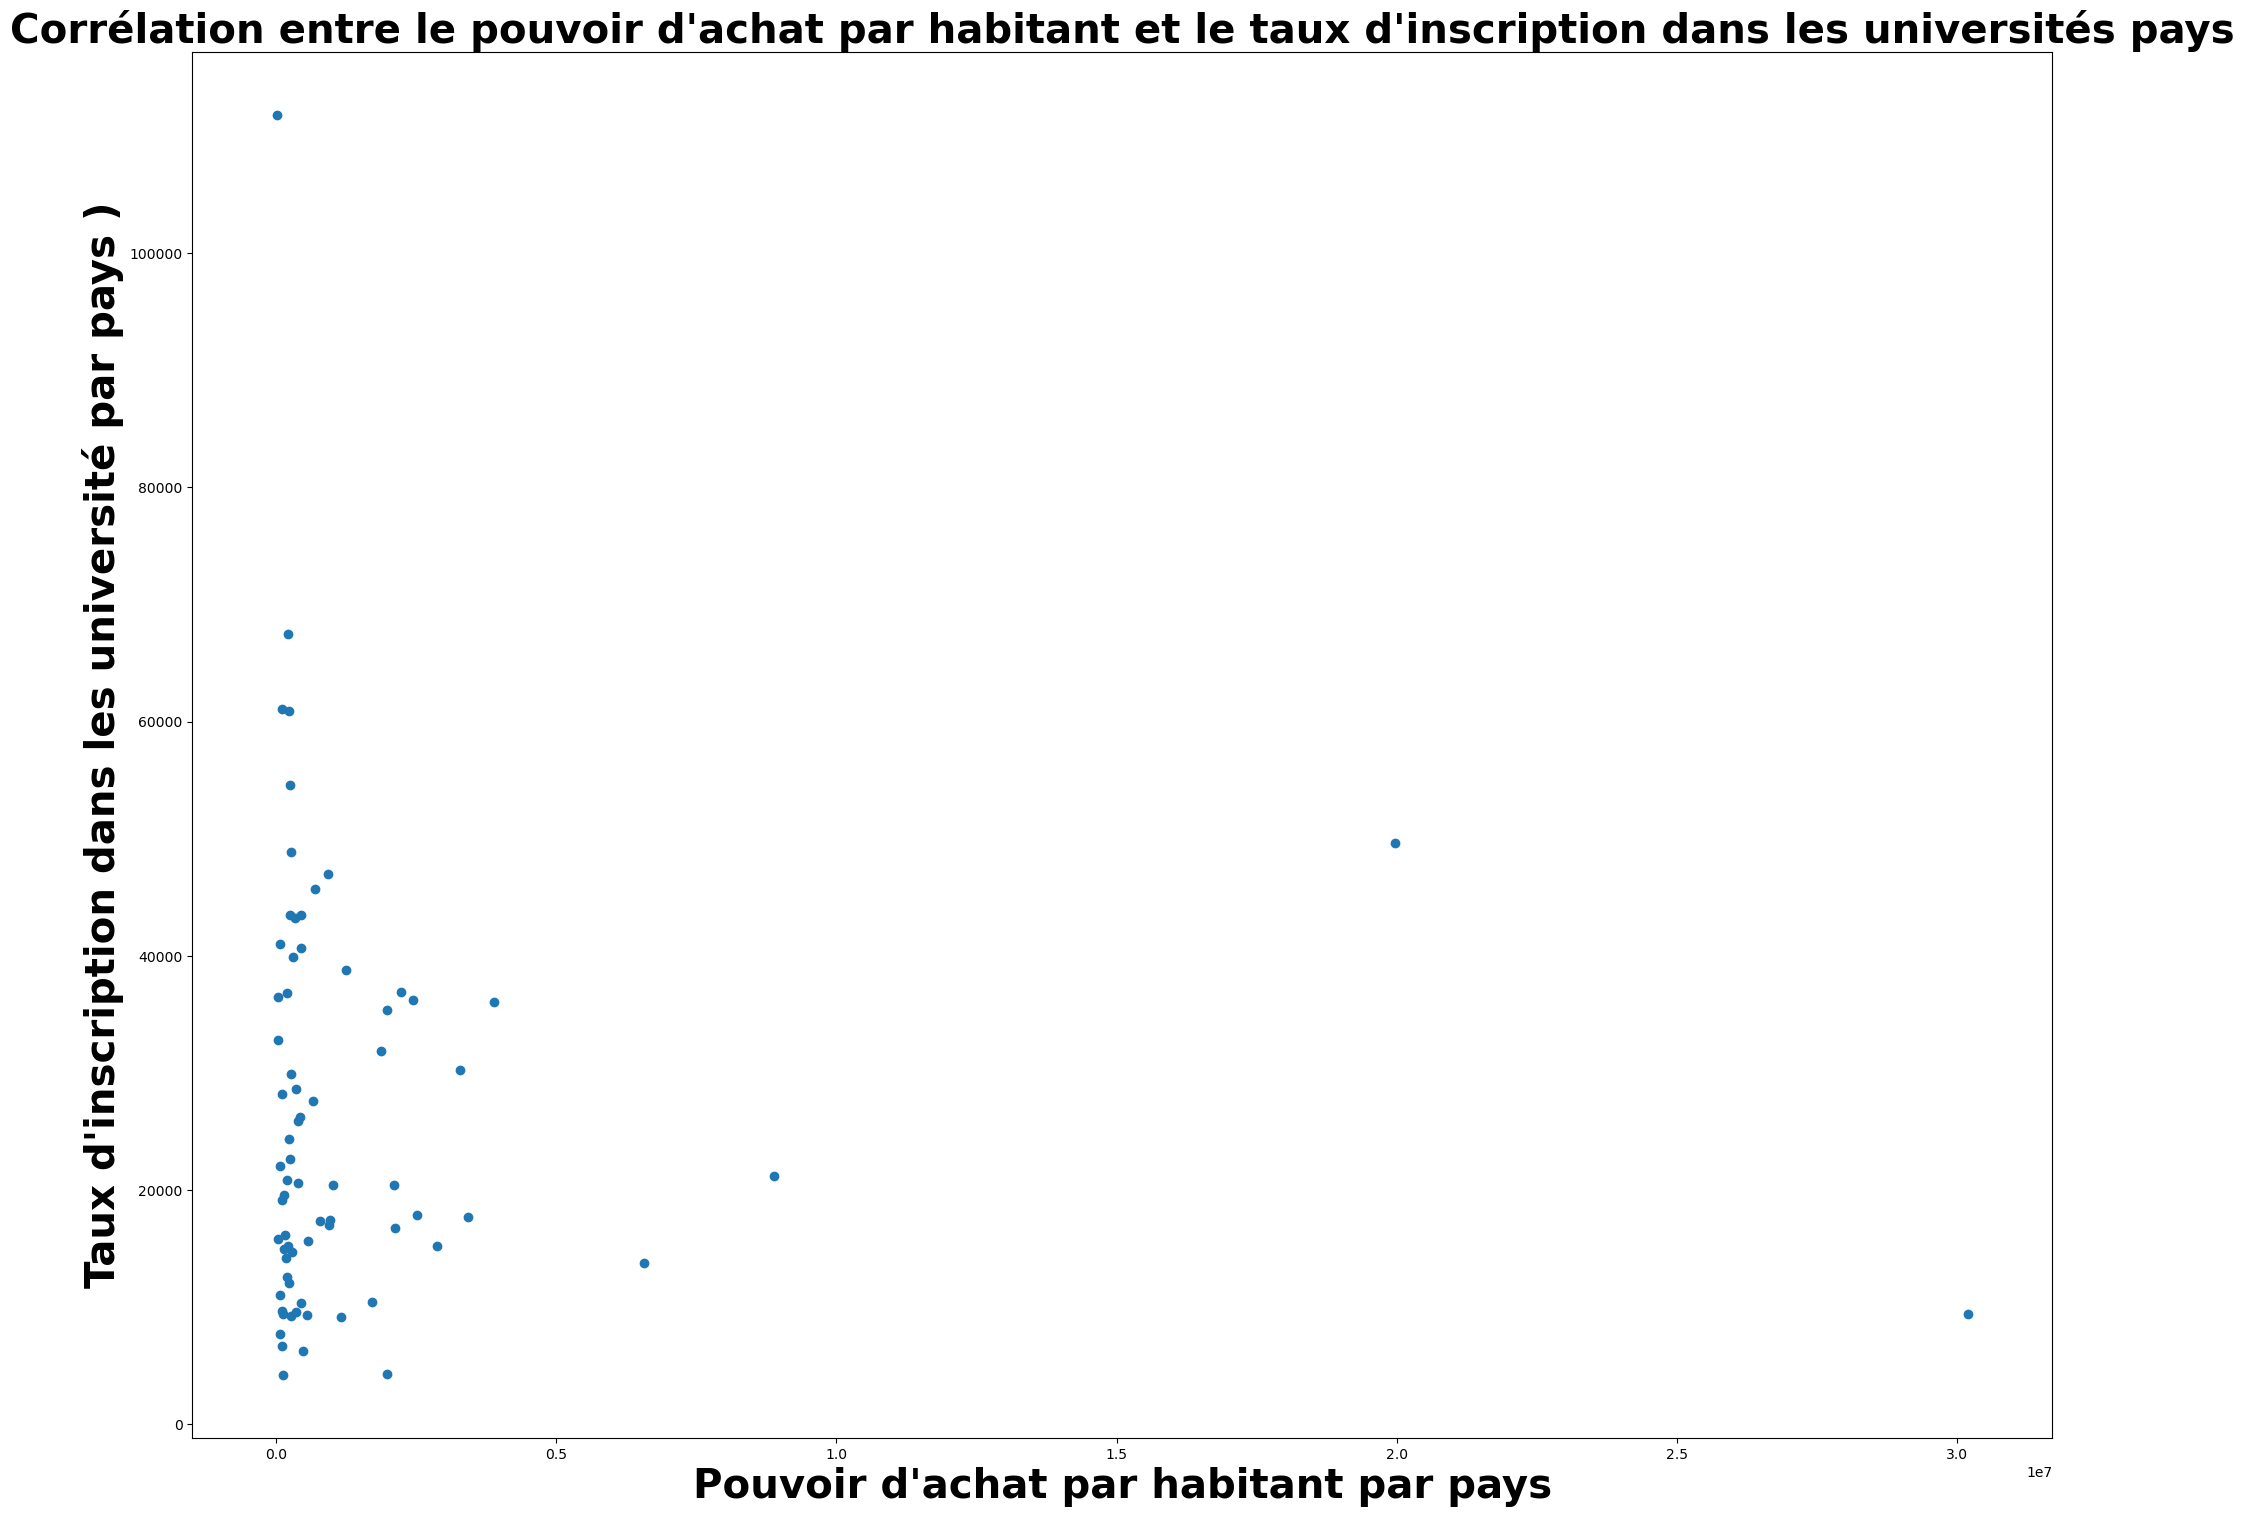 Corrélation entre le pouvoir d'achat par habitant et le taux d'inscription dans les universités pays
Taux d'inscription dans les université par pays )
100000
80000
60000
40000
20000
0
0.0 0.5 1.0 1.5 2.0 2.5 3.0
1e7
Pouvoir d'achat par habitant par pays